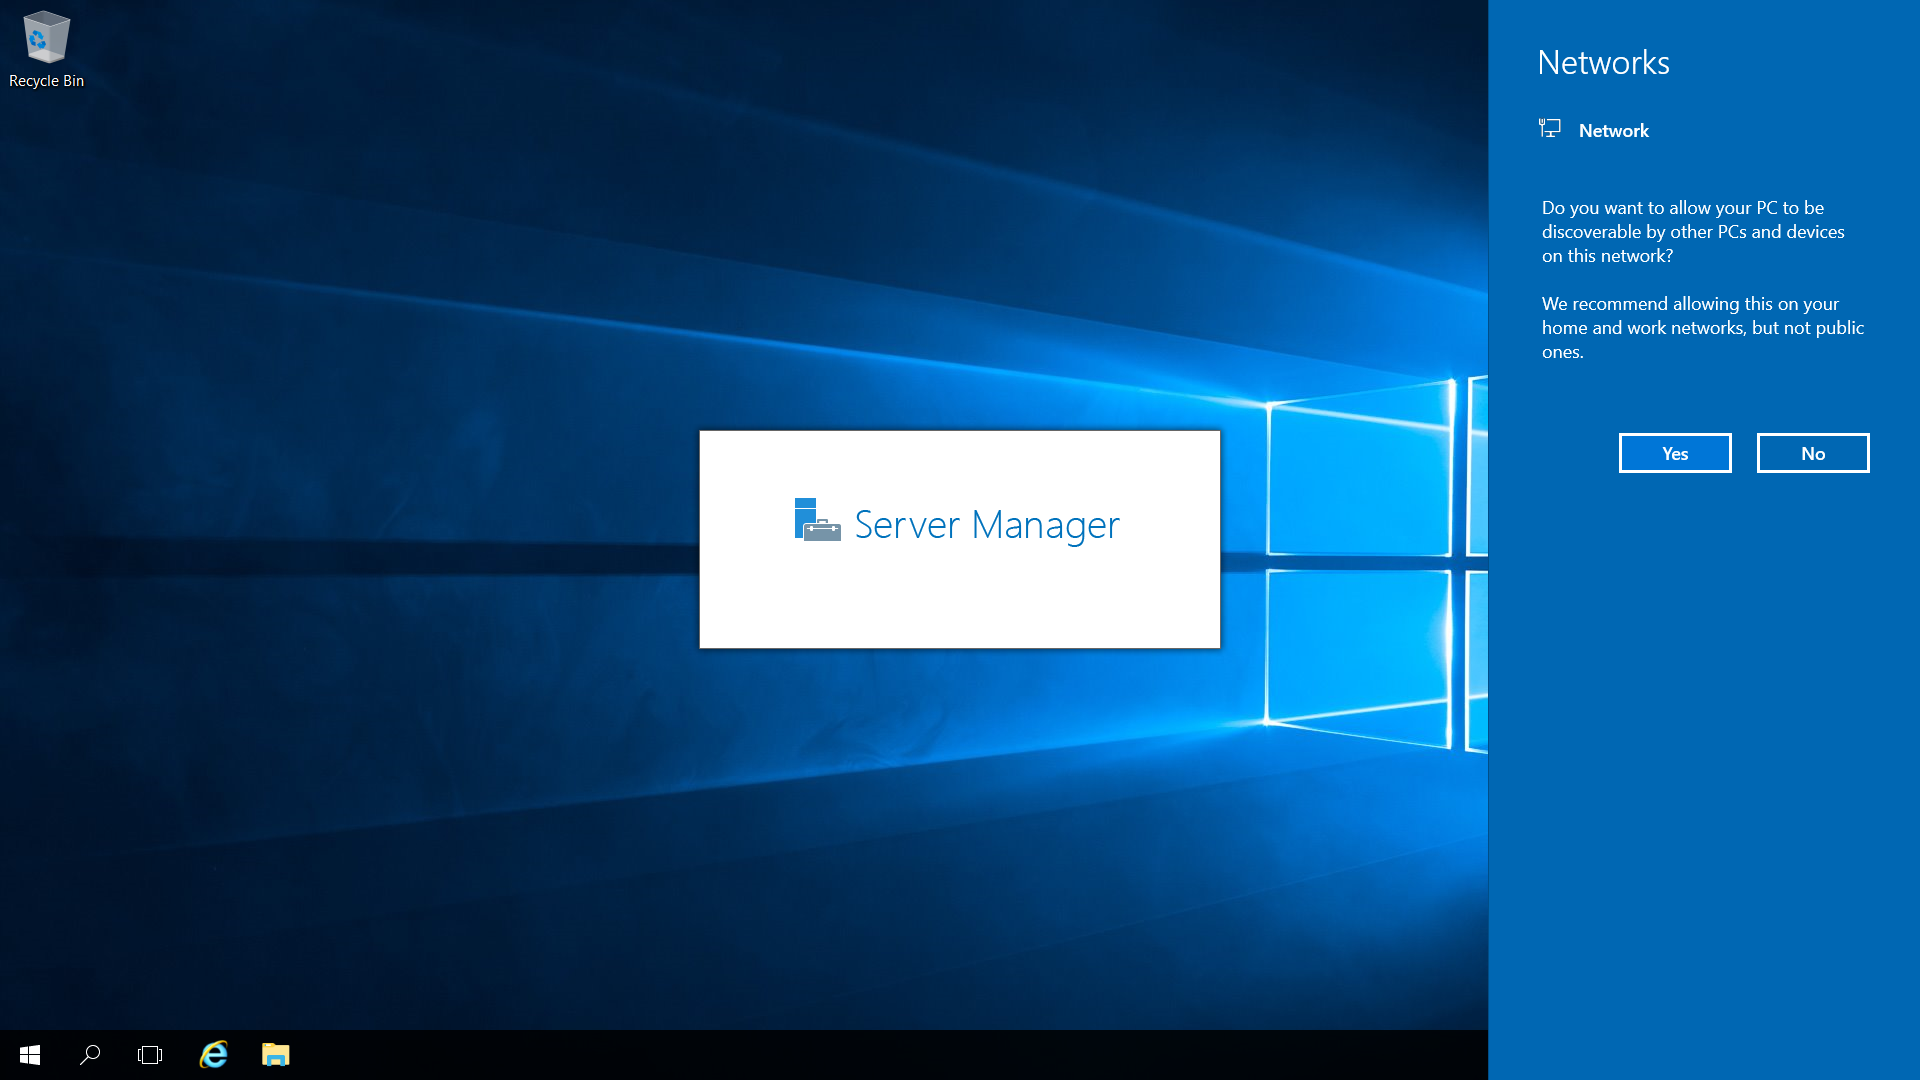 Recycle Bin
Server Manager
Networks
Network
Do you want to allow your PC to be
discoverable by other PCs and devices
on this network?
We recommend allowing this on your
home and work networks, but not public
ones.
Yes
No